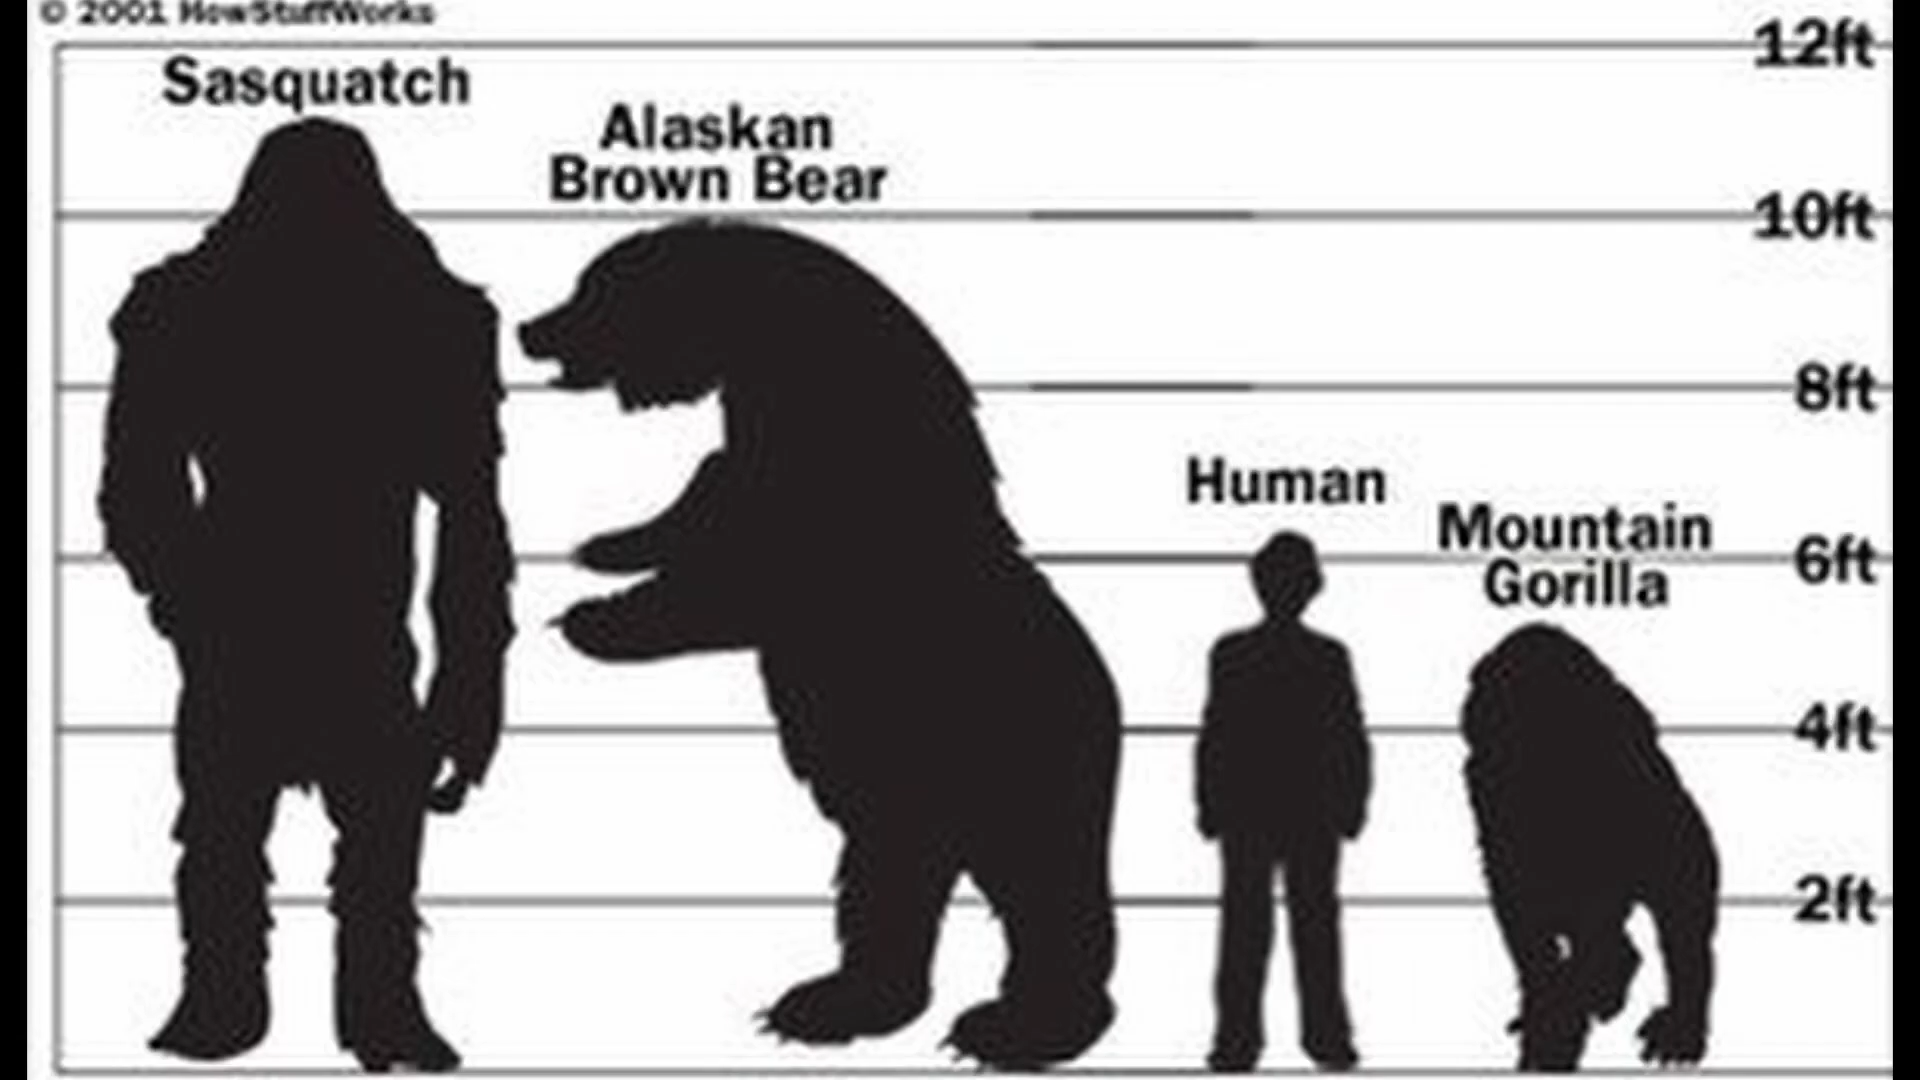 © 2001 HowStuffWorks
12ft
Sasquatch
Alaskan
Brown Bear
10ft
8ft
Human
Mountain
Gorilla
6ft
4ft
2ft